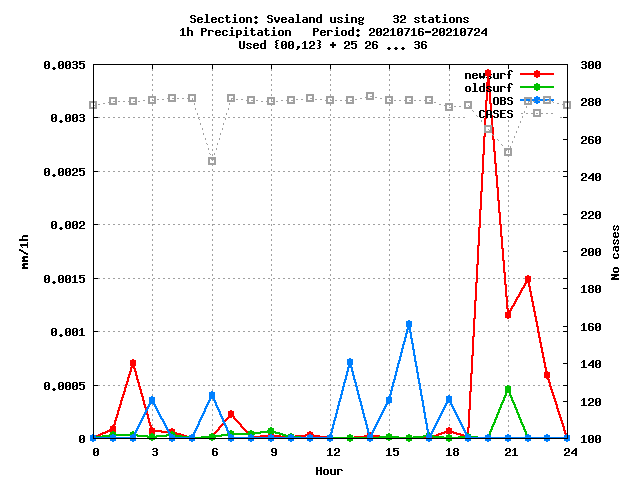 Selection: Svealand using    32 stations
1h Precipitation   Period: 20210716-20210724
Used {00,12} + 25 26 ... 36
0.0035
0.003
0.0025
0.002
0.0015
0.001
0.0005
0
mm/1h
300
280
260
240
220
200
180
160
140
120
100
No cases
newsurf
oldsurf
OBS
CASES
0 3 6 9 12 15 18 21 24
Hour